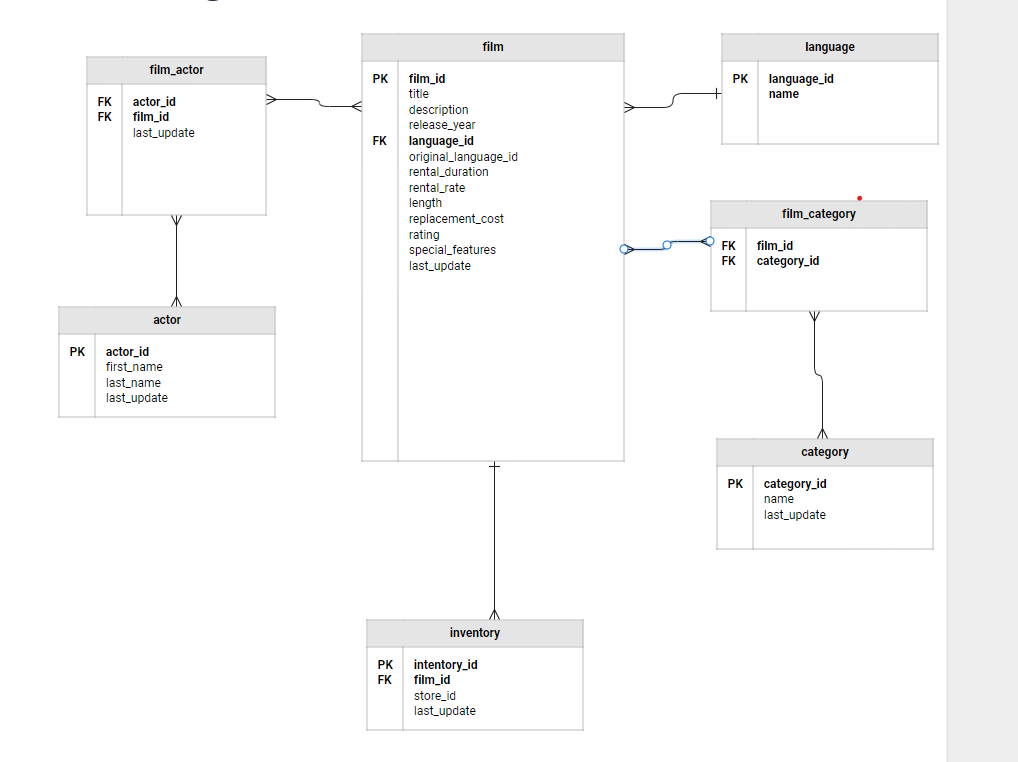 film_actor
FK actor_id
FK film_id
last_update
film
PK film_id
title
description
release_year
FK language_id
original_language_id
rental_duration
rental_rate
length
replacement_cost
rating
special_features
last_update
language
PK language_id
name
film_category
FK film_id
FK category_id
actor
PK actor_id
first_name
last_name
last_update
category
PK category_id
name
last_update
inventory
PK intentory_id
FK film_id
store_id
last_update